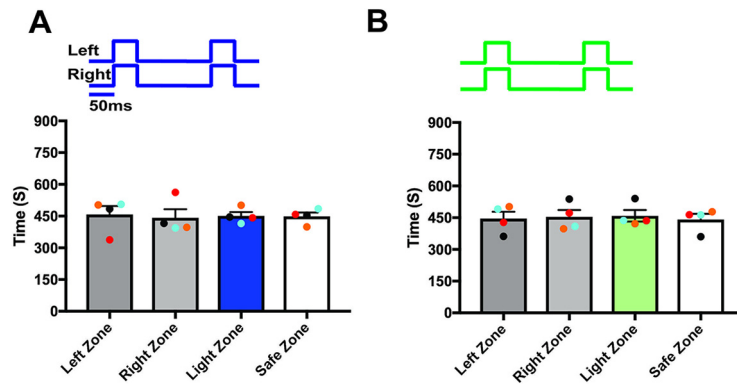 A
Left
Right
50ms
900
750
600
450
300
150
0
Time (S)
Left Zone
Right Zone
Light Zone
Safe Zone
B
900
750
600
450
300
150
0
Time (S)
Left Zone
Right Zone
Light Zone
Safe Zone